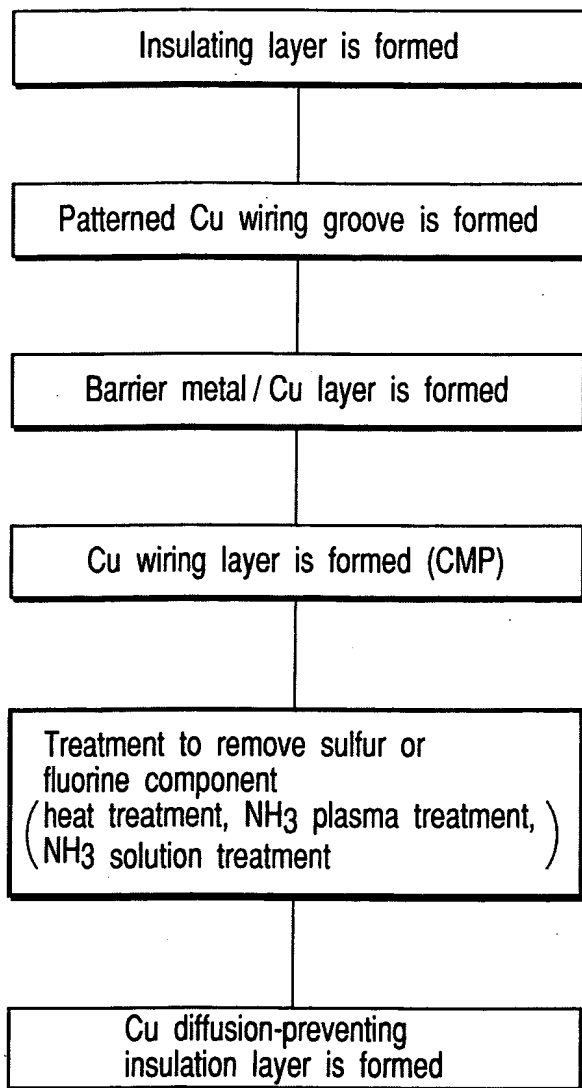 Insulating layer is formed
Patterned Cu wiring groove is formed
Barrier metal / Cu layer is formed
Cu wiring layer is formed (CMP)
Treatment to remove sulfur or
fluorine component
(heat treatment, NH3 plasma treatment,
NH3 solution treatment)
Cu diffusion-preventing
insulation layer is formed